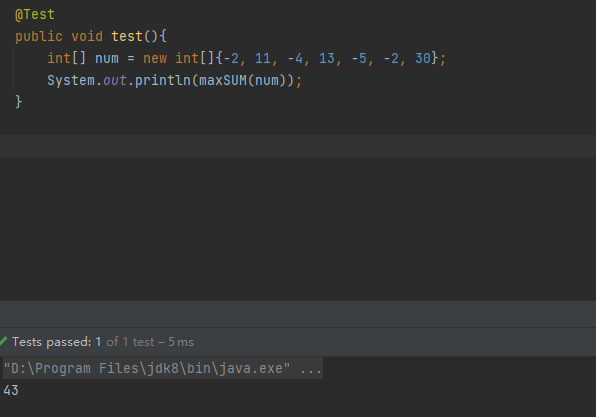 @Test
public void test(){
int[] num = new int[]{-2, 11, -4, 13, -5, -2, 30};
System.out.println(maxSUM(num));
}
Tests passed: 1 of 1 test – 5 ms
"D:\Program Files\jdk8\bin\java.exe" ...
43